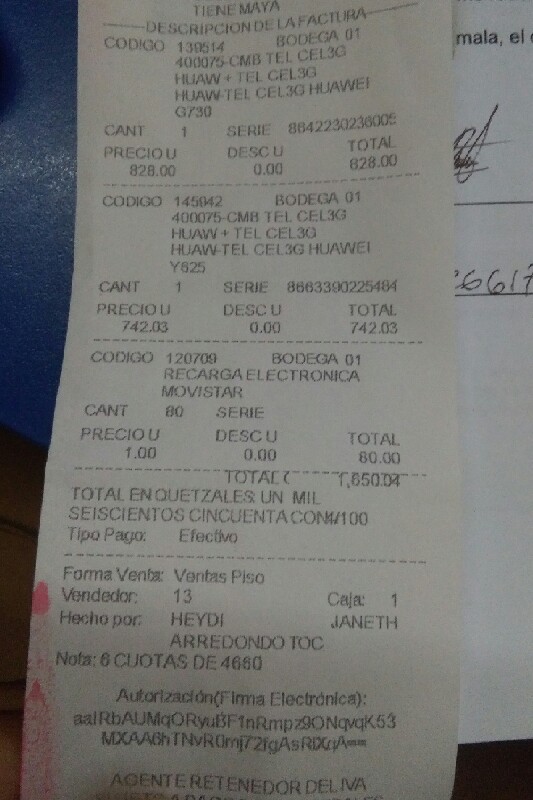 TIENE MAYA
DESCRIPCION DE LA FACTURA
CODIGO 139514 BODEGA 01
400075-CMB TEL CEL3G
HUAW + TEL CEL3G
HUAW-TEL CEL3G HUAWEI
G730
CANT 1 SERIE 8642230236005
PRECIO U DESC U TOTAL
828.00 0.00 828.00
CODIGO 145942 BODEGA 01
400075-CMB TEL CEL3G
HUAW + TEL CEL3G
HUAW-TEL CEL3G HUAWEI
Y625
CANT 1 SERIE 8663390225484
PRECIO U DESC U TOTAL
742.03 0.00 742.03
CODIGO 120709 BODEGA 01
RECARGA ELECTRONICA
MOVISTAR
CANT 80 SERIE
PRECIO U DESC U TOTAL
1.00 0.00 80.00
TOTAL ( 1,650.04
TOTAL EN QUETZALES: UN MIL
SEISCIENTOS CINCUENTA CON4/100
Tipo Pago: Efectivo
Forma Venta: Ventas Piso
Vendedor: 13 Caja: 1
Hecho por: HEYDI JANETH
ARREDONDO TOC
Nota: 6 CUOTAS DE 4660
Autorización(Firma Electrónica):
AGENTE RETENEDOR DEL IVA
mala, el
6617